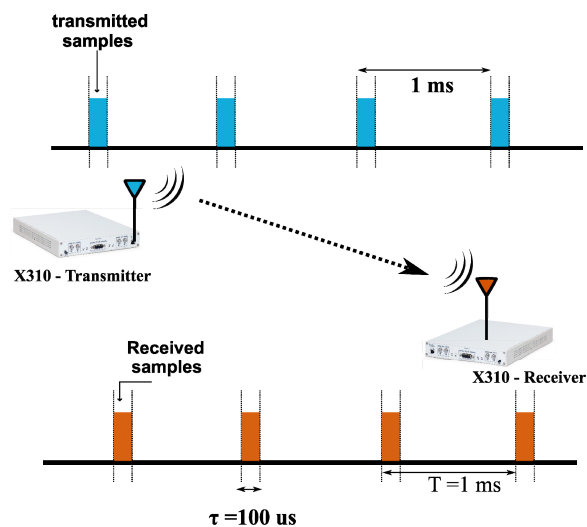 transmitted
samples
1 ms
X310 - Transmitter
Received
samples
X310 - Receiver
T =1 ms
τ =100 us